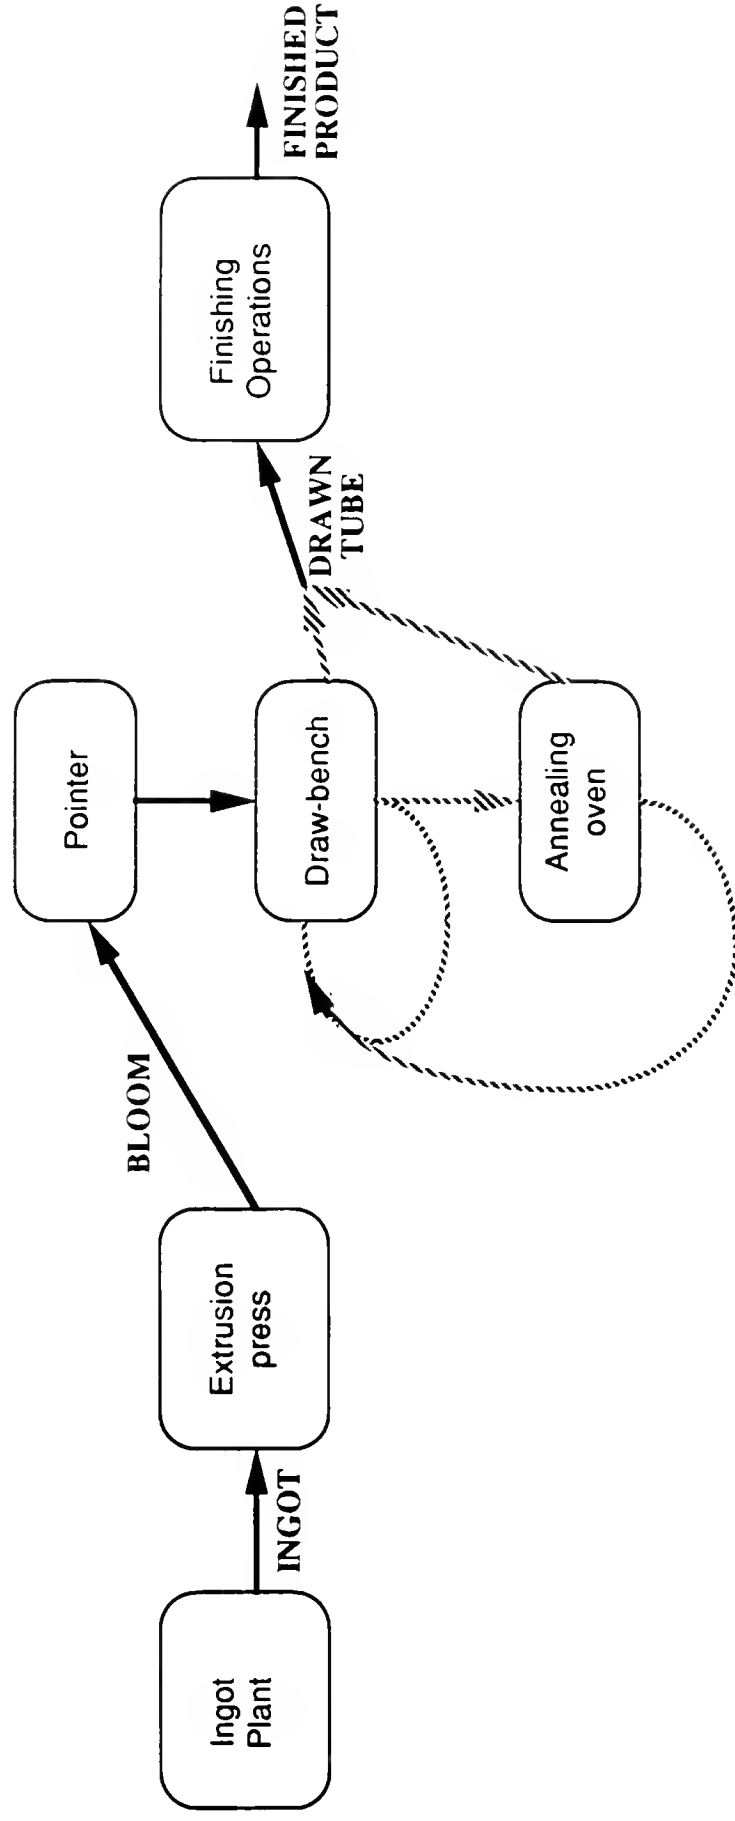 Ingot
Plant
INGOT
Extrusion
press
BLOOM
Pointer
Draw-bench
Annealing
oven
DRAWN
TUBE
Finishing
Operations
FINISHED
PRODUCT